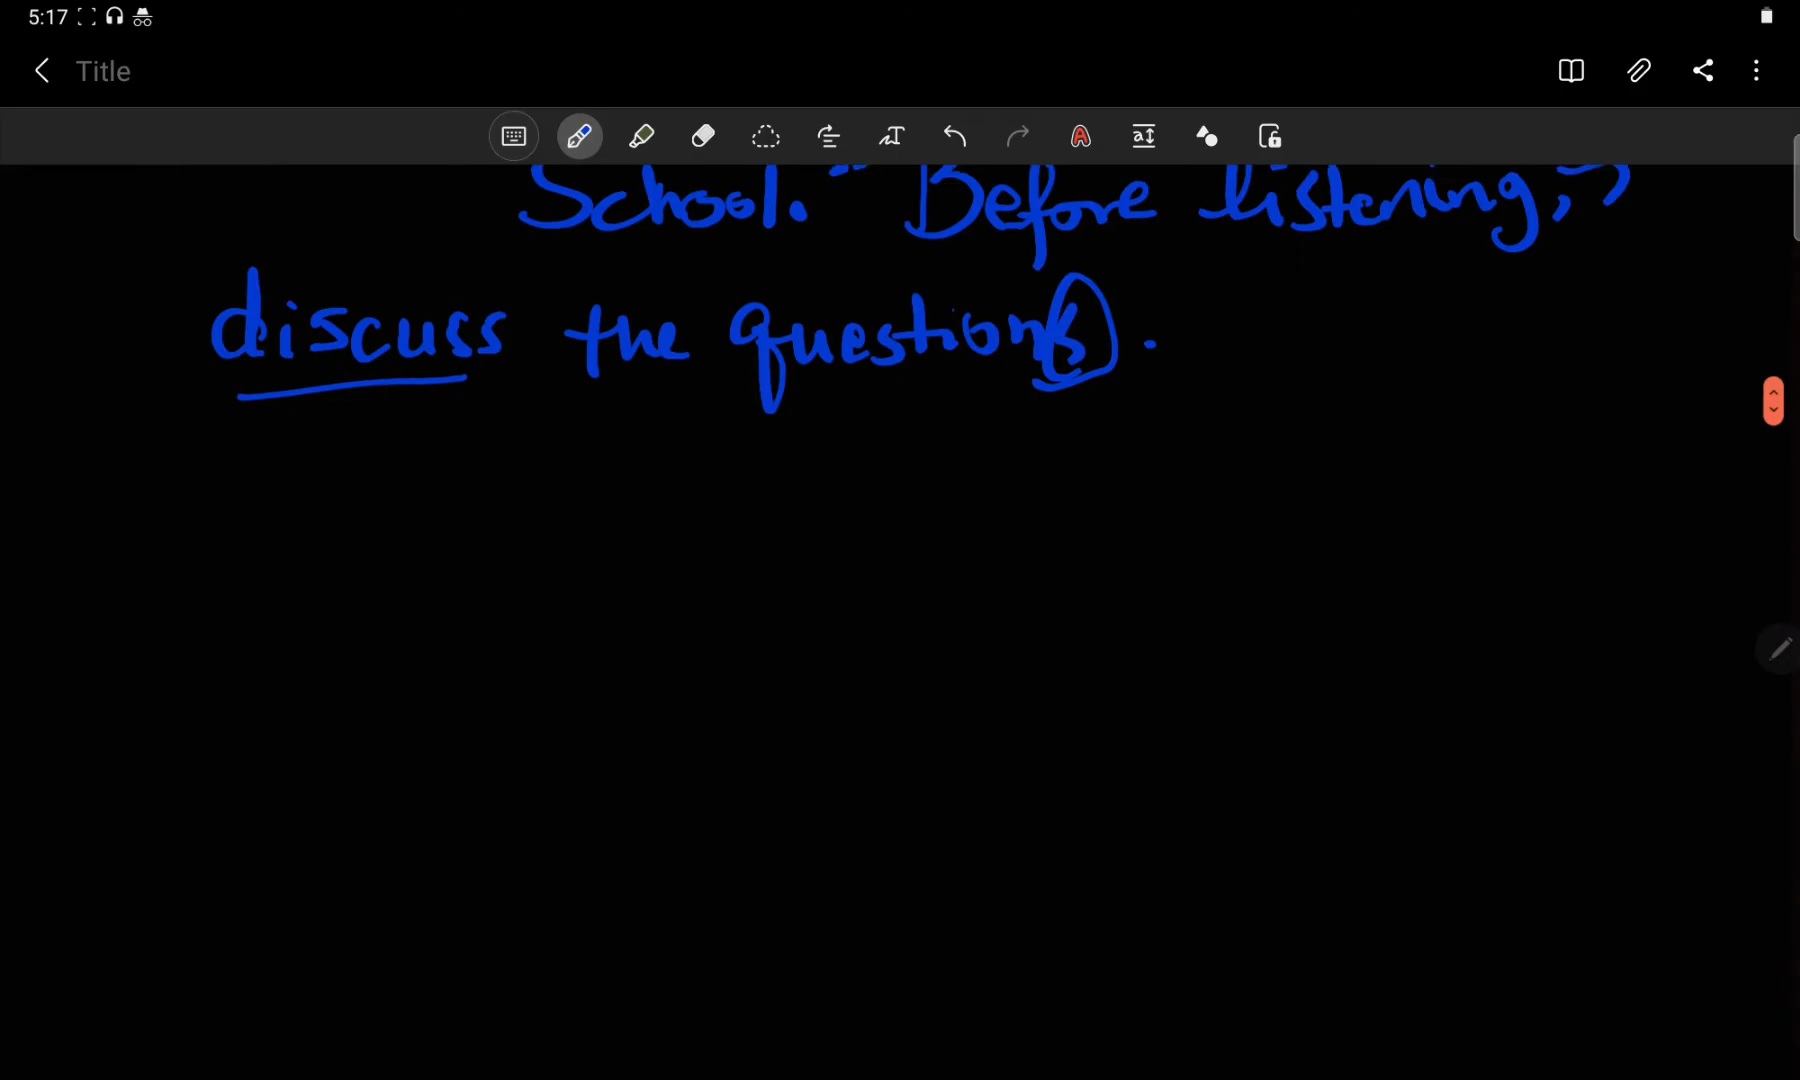 5:17
Title
School." Before listening,
discuss the questions.